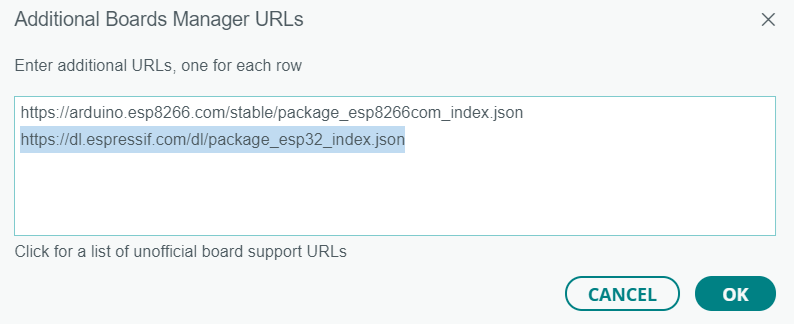 Additional Boards Manager URLs
Enter additional URLs, one for each row
https://arduino.esp8266.com/stable/package_esp8266com_index.json
https://dl.espressif.com/dl/package_esp32_index.json
Click for a list of unofficial board support URLs
CANCEL OK